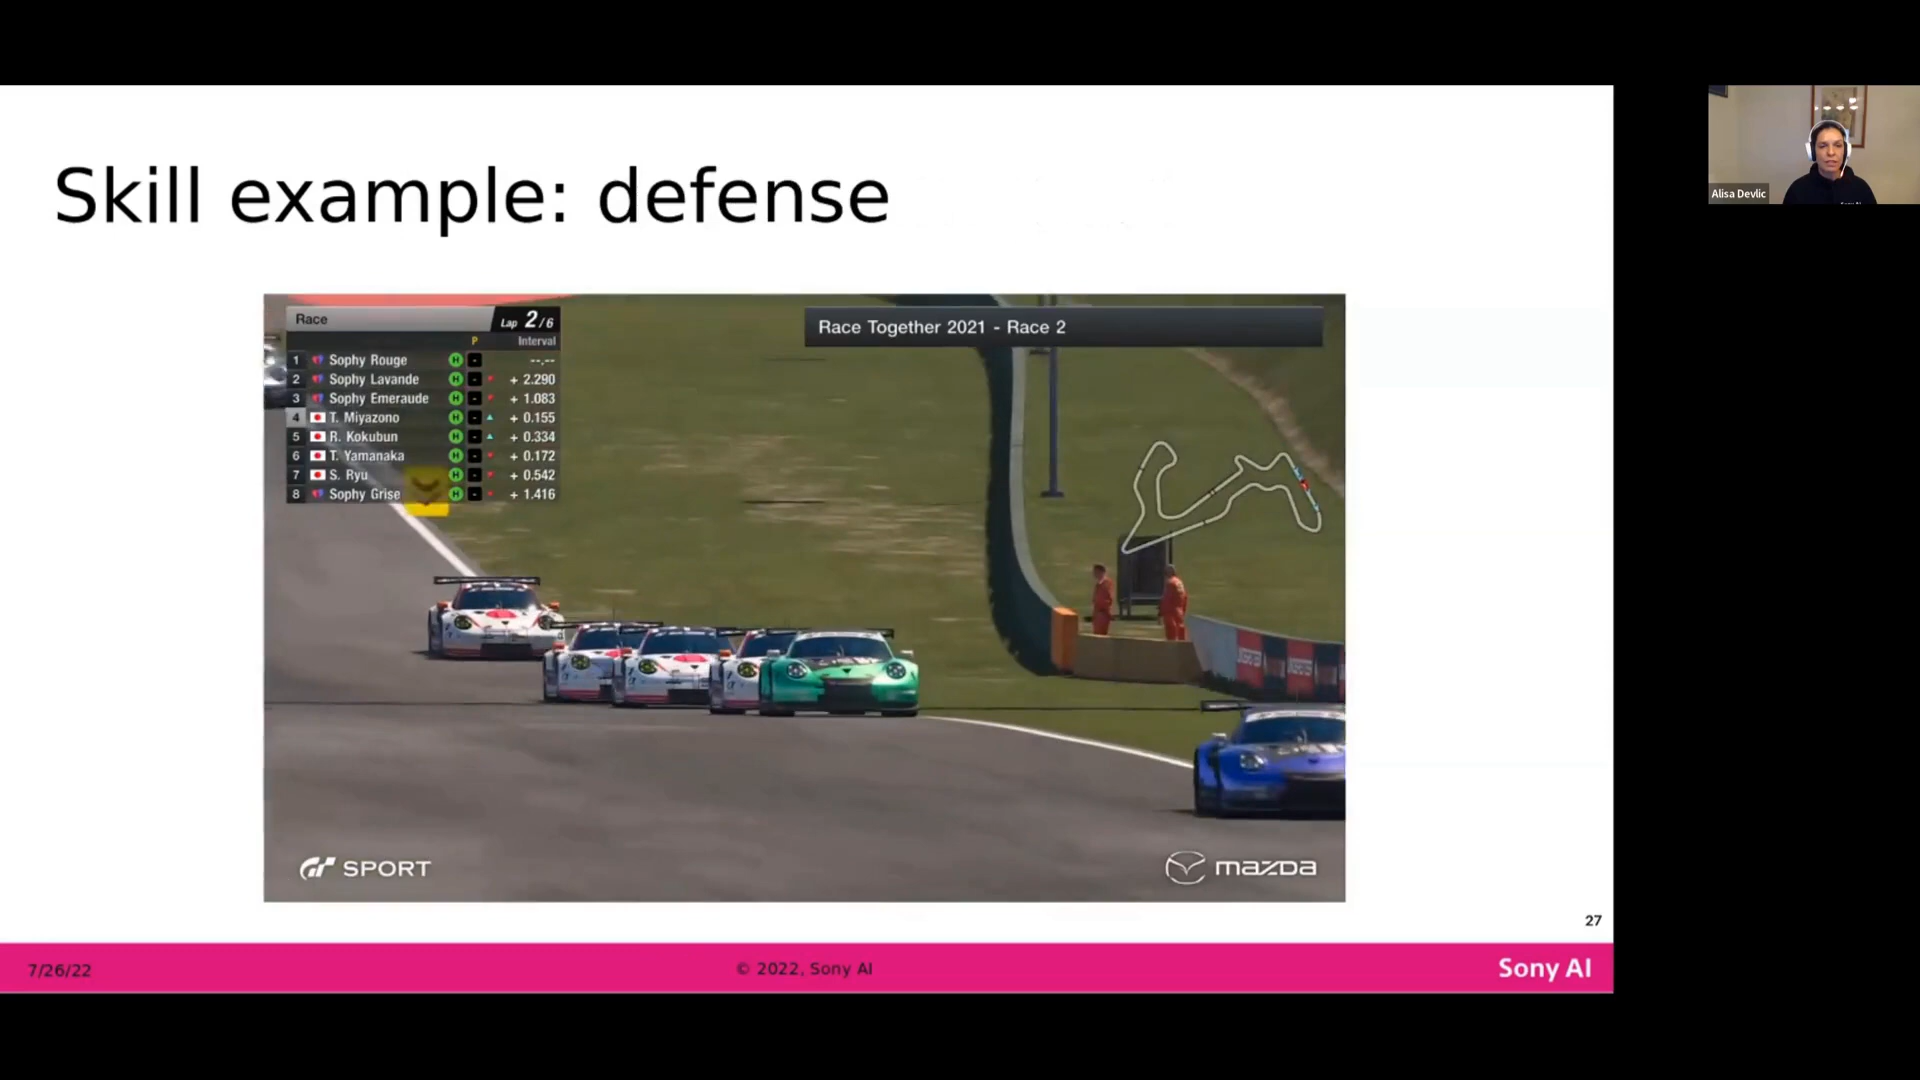 Skill example: defense
Race
Lap 2/6
P Interval
1 Sophy Rouge H - --.--
2 Sophy Lavande H - + 2.290
3 Sophy Emeraude H - + 1.083
4 T. Miyazono H - + 0.155
5 R. Kokubun H - + 0.334
6 T. Yamanaka H - + 0.172
7 S. Ryu H - + 0.542
8 Sophy Grise H - + 1.416
Race Together 2021 - Race 2
GT SPORT
mazda
27
7/26/22
© 2022, Sony AI
Sony AI
Alisa Devlic